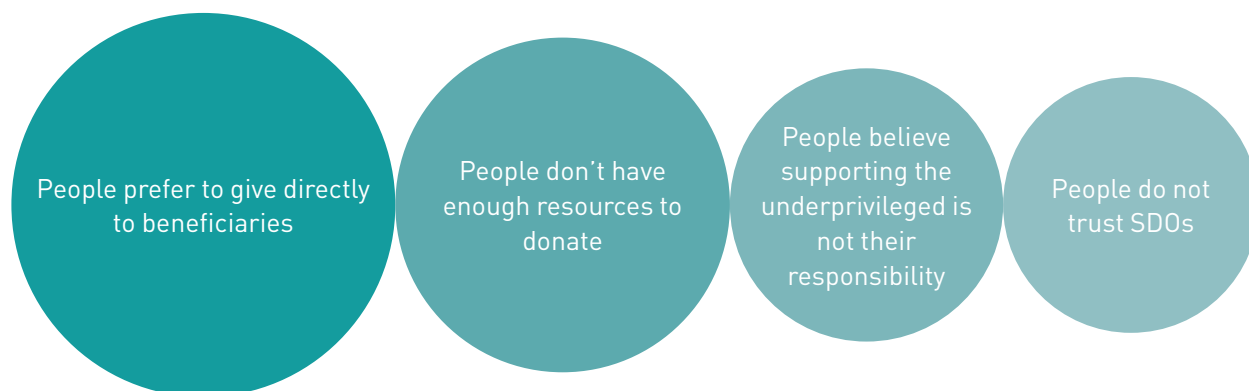 People prefer to give directly
to beneficiaries
People don't have
enough resources to
donate
People believe
supporting the
underprivileged is
not their
responsibility
People do not
trust SDOs